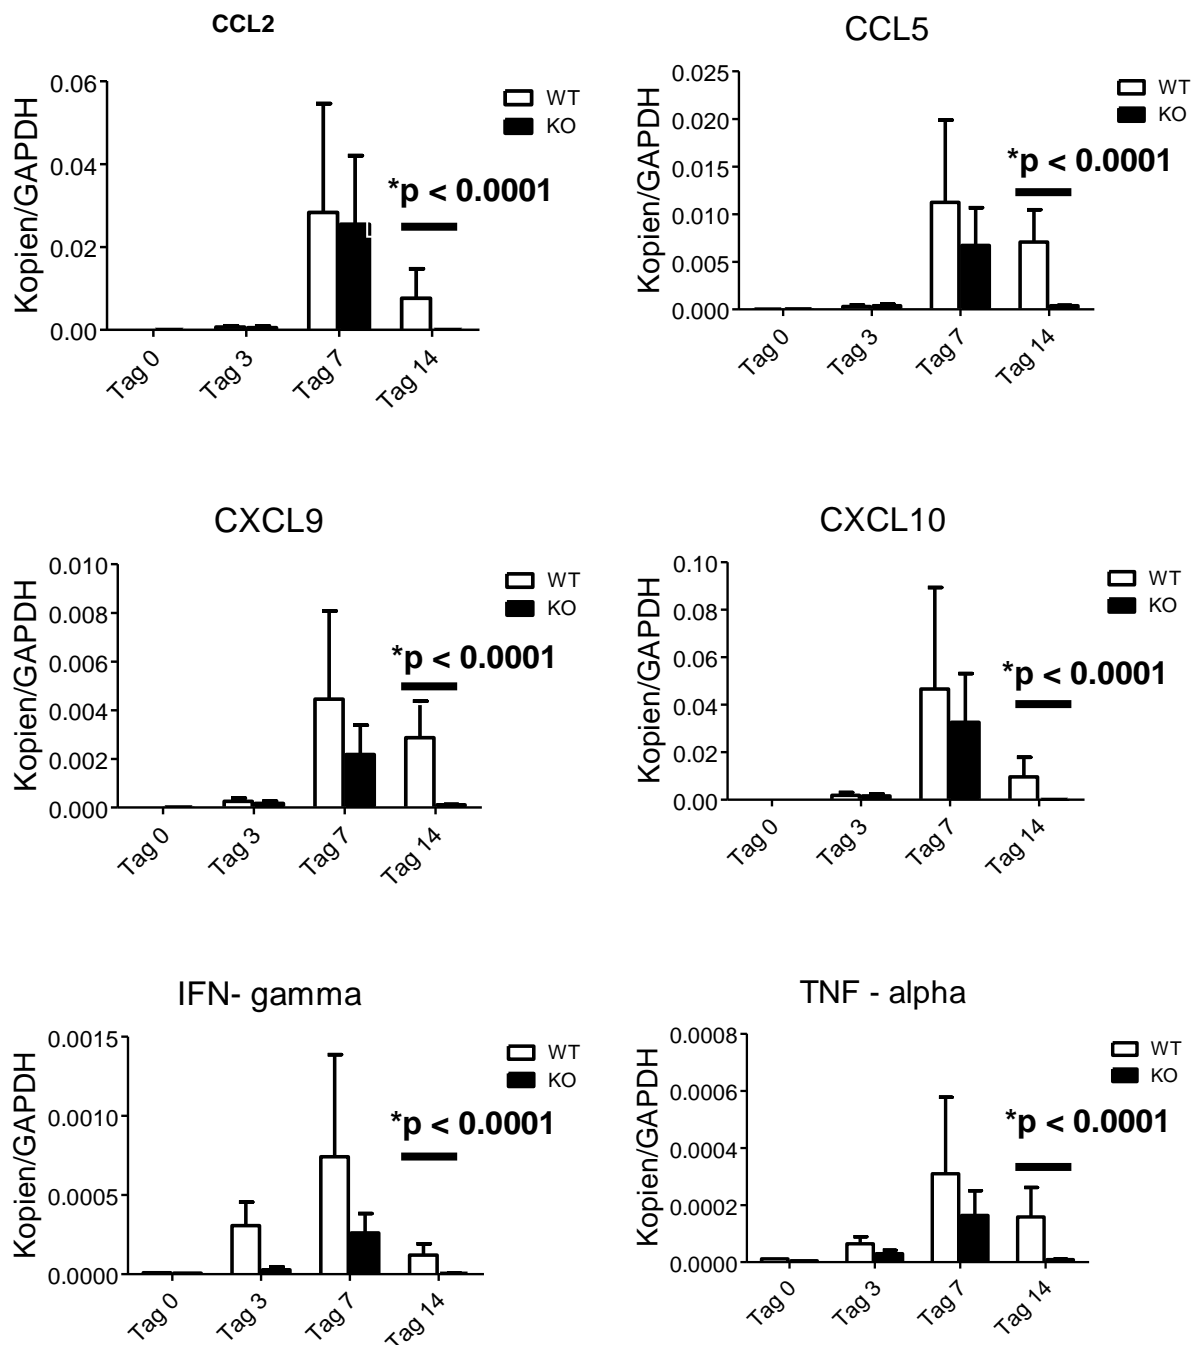 CCL2
Kopien/GAPDH
0.06
0.04
0.02
0.00
WT
KO
*p < 0.0001
Tag 0
Tag 3
Tag 7
Tag 14
CCL5
Kopien/GAPDH
0.025
0.020
0.015
0.010
0.005
0.000
WT
KO
*p < 0.0001
Tag 0
Tag 3
Tag 7
Tag 14
CXCL9
Kopien/GAPDH
0.010
0.008
0.006
0.004
0.002
0.000
WT
KO
*p < 0.0001
Tag 0
Tag 3
Tag 7
Tag 14
CXCL10
Kopien/GAPDH
0.10
0.08
0.06
0.04
0.02
0.00
WT
KO
*p < 0.0001
Tag 0
Tag 3
Tag 7
Tag 14
IFN- gamma
Kopien/GAPDH
0.0015
0.0010
0.0005
0.0000
WT
KO
*p < 0.0001
Tag 0
Tag 3
Tag 7
Tag 14
TNF - alpha
Kopien/GAPDH
0.0008
0.0006
0.0004
0.0002
0.0000
WT
KO
*p < 0.0001
Tag 0
Tag 3
Tag 7
Tag 14